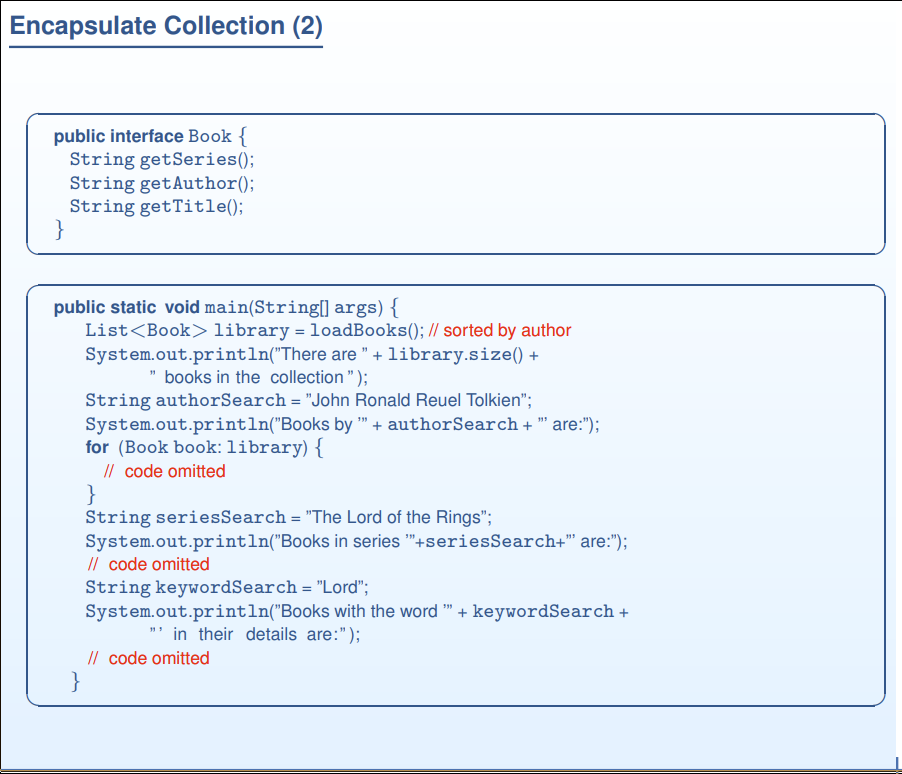 Encapsulate Collection (2)
public interface Book {
String getSeries();
String getAuthor();
String getTitle();
}
public static void main(String[] args) {
List<Book> library = loadBooks(); // sorted by author
System.out.println("There are " + library.size() +
" books in the collection");
String authorSearch = "John Ronald Reuel Tolkien";
System.out.println("Books by '" + authorSearch + "' are:");
for (Book book: library) {
// code omitted
}
String seriesSearch = "The Lord of the Rings";
System.out.println("Books in series '"+seriesSearch+"' are:");
// code omitted
String keywordSearch = "Lord";
System.out.println("Books with the word '" + keywordSearch +
"' in their details are:");
// code omitted
}